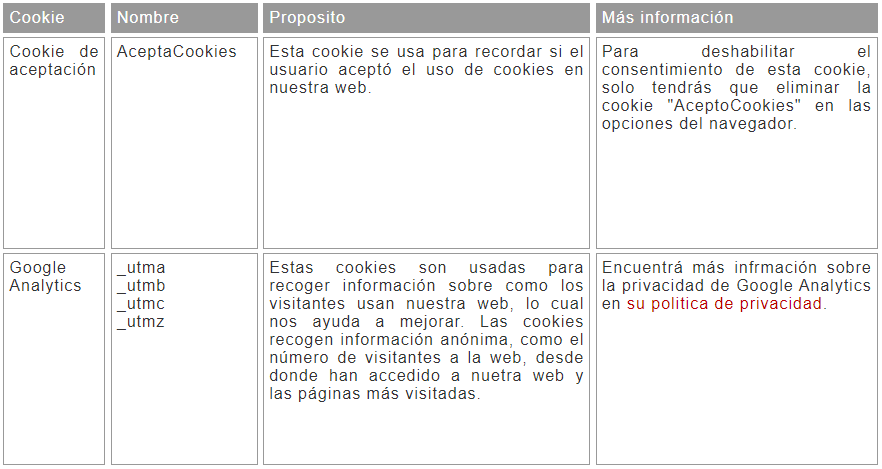 Cookie
Nombre
Proposito
Más información
Cookie de
aceptación
AceptaCookies
Esta cookie se usa para recordar si el
usuario aceptó el uso de cookies en
nuestra web.
Para deshabilitar el
consentimiento de esta cookie,
solo tendrás que eliminar la
cookie "AceptoCookies" en las
opciones del navegador.
Google
Analytics
_utma
_utmb
_utmc
_utmz
Estas cookies son usadas para
recoger información sobre como los
visitantes usan nuestra web, lo cual
nos ayuda a mejorar. Las cookies
recogen información anónima, como el
número de visitantes a la web, desde
donde han accedido a nuetra web y
las páginas más visitadas.
Encuentrá más infrmación sobre
la privacidad de Google Analytics
en su politica de privacidad.